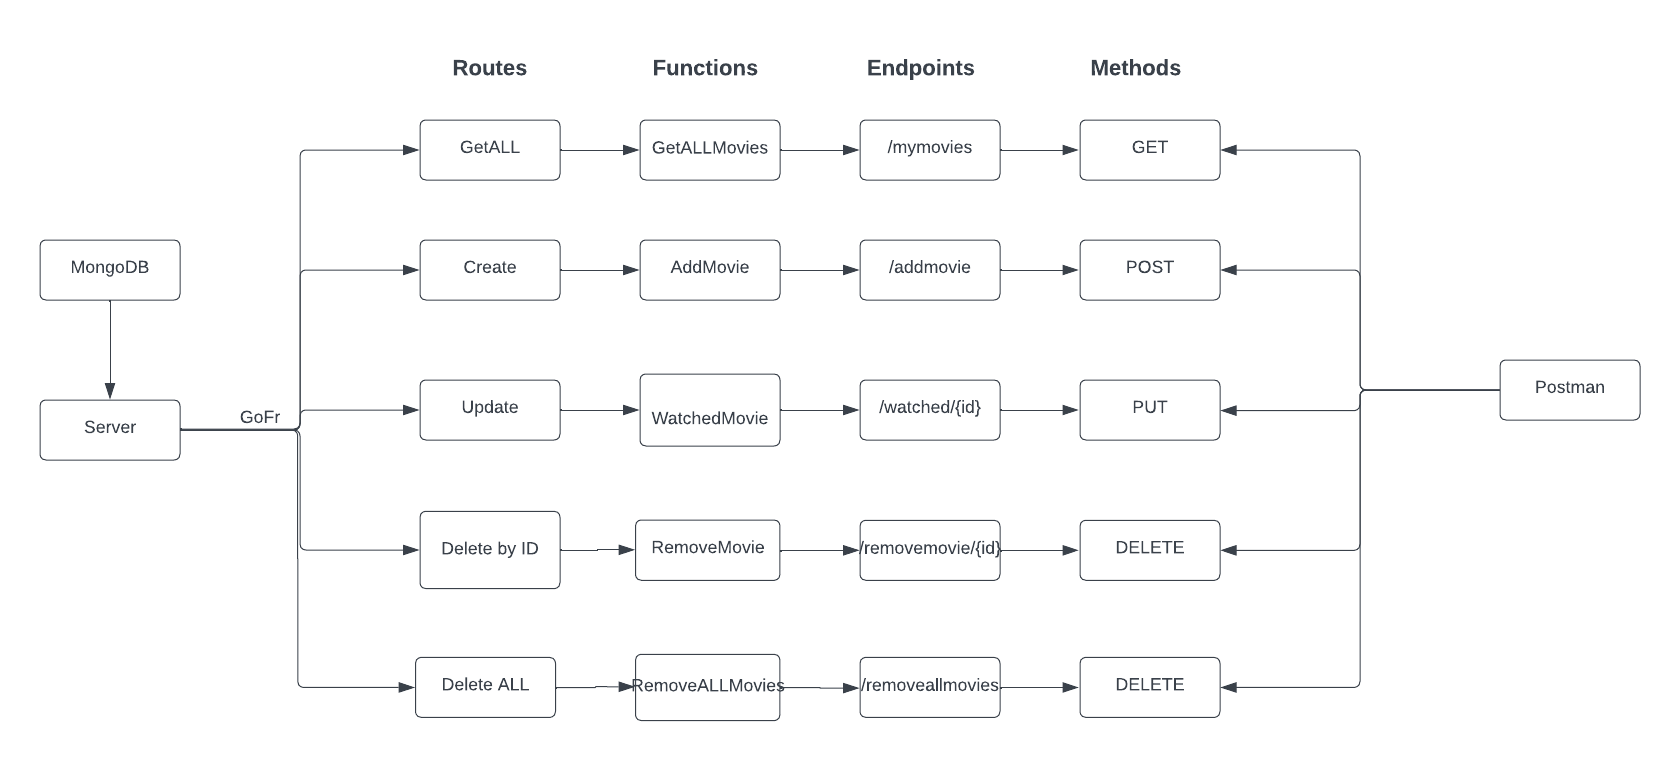 Routes
Functions
Endpoints
Methods
GetALL
GetALLMovies
/mymovies
GET
MongoDB
Create
AddMovie
/addmovie
POST
Server
GoFr
Update
WatchedMovie
/watched/{id}
PUT
Postman
Delete by ID
RemoveMovie
/removemovie/{id}
DELETE
Delete ALL
RemoveALLMovies
/removeallmovies
DELETE